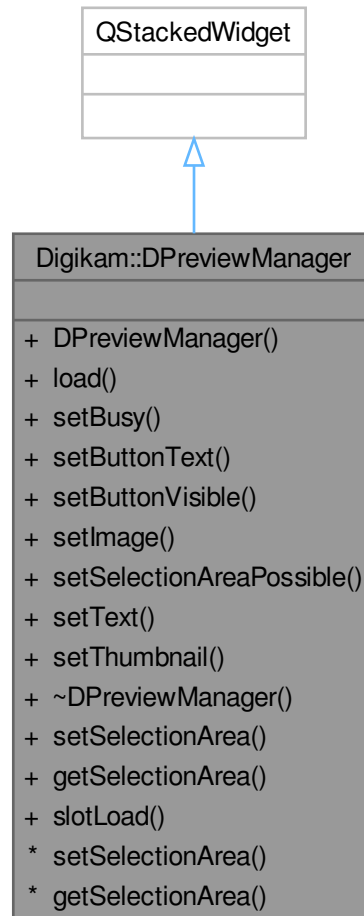 QStackedWidget
Digikam::DPreviewManager
+ DPreviewManager()
+ load()
+ setBusy()
+ setButtonText()
+ setButtonVisible()
+ setImage()
+ setSelectionAreaPossible()
+ setText()
+ setThumbnail()
+ ~DPreviewManager()
+ setSelectionArea()
+ getSelectionArea()
+ slotLoad()
* setSelectionArea()
* getSelectionArea()